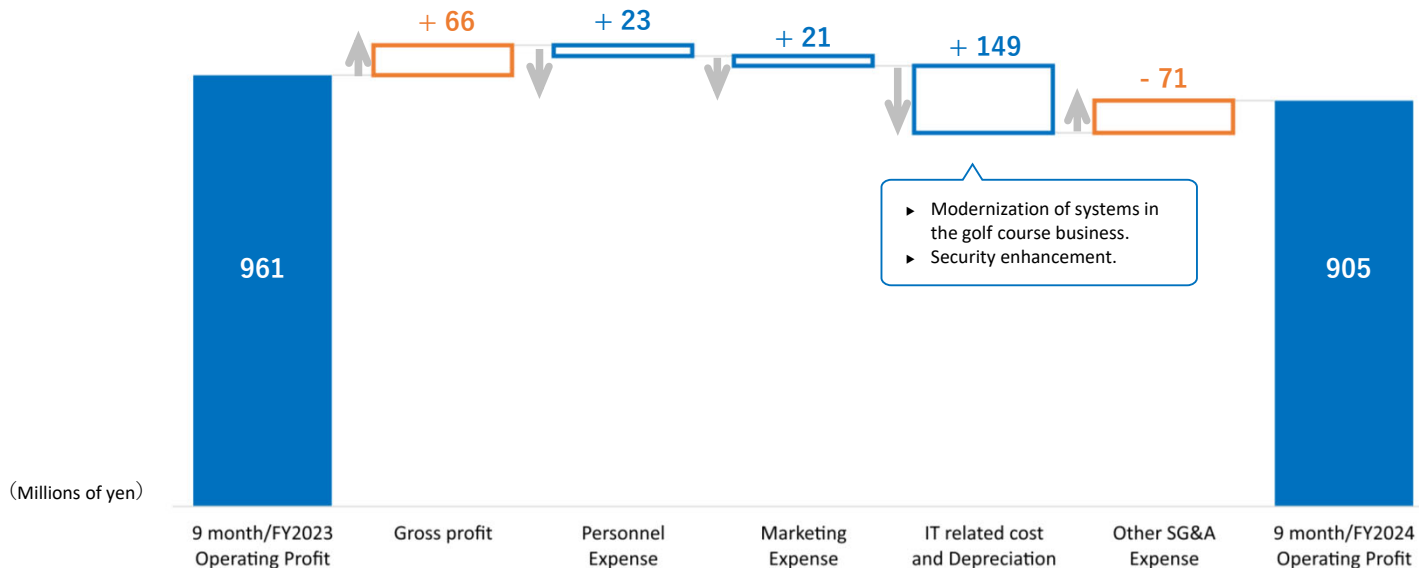 + 66
+ 23
+ 21
+ 149
- 71
▸ Modernization of systems in
the golf course business.
▸ Security enhancement.
961
905
（Millions of yen）
9 month/FY2023
Operating Profit
Gross profit
Personnel
Expense
Marketing
Expense
IT related cost
and Depreciation
Other SG&A
Expense
9 month/FY2024
Operating Profit